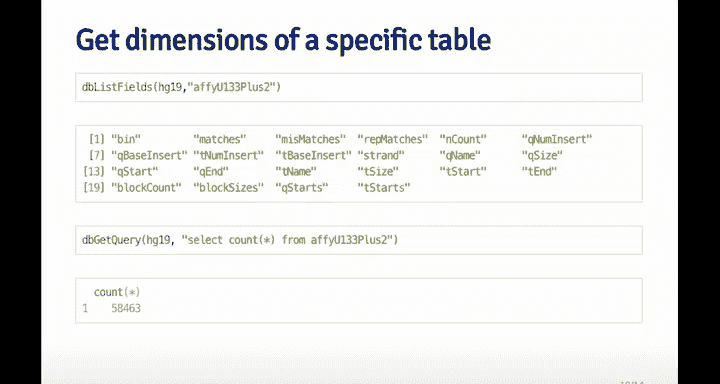 Get dimensions of a specific table
dbListFields(hg19,"affyU133Plus2")
[1] "bin" "matches" "misMatches" "repMatches" "nCount" "qNumInsert"
[7] "qBaseInsert" "tNumInsert" "tBaseInsert" "strand" "qName" "qSize"
[13] "qStart" "qEnd" "tName" "tSize" "tStart" "tEnd"
[19] "blockCount" "blockSizes" "qStarts" "tStarts"
dbGetQuery(hg19, "select count(*) from affyU133Plus2")
count(*)
1 58463